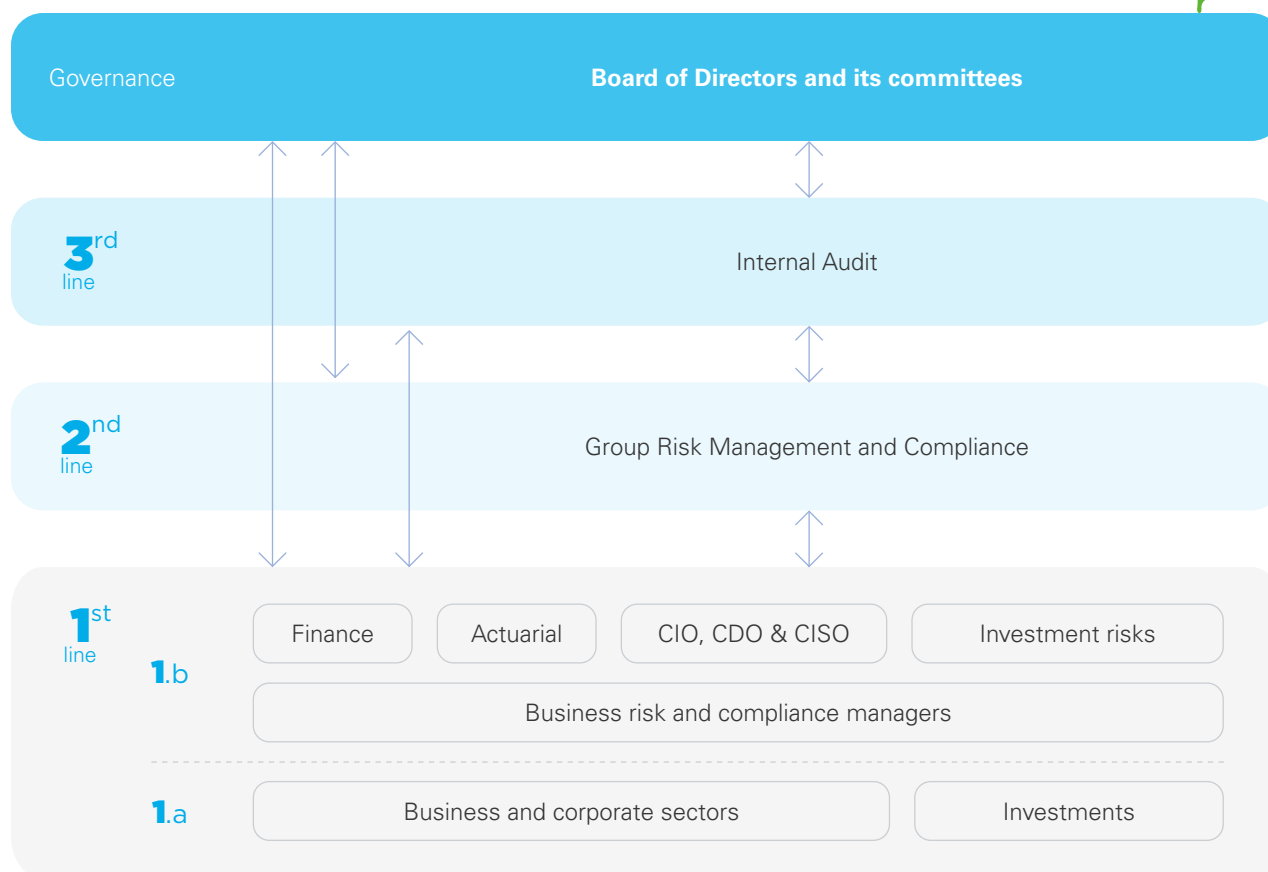 Governance
Board of Directors and its committees
3rd
line
Internal Audit
2nd
line
Group Risk Management and Compliance
1st
line
1.b
Finance
Actuarial
CIO, CDO & CISO
Investment risks
Business risk and compliance managers
1.a
Business and corporate sectors
Investments